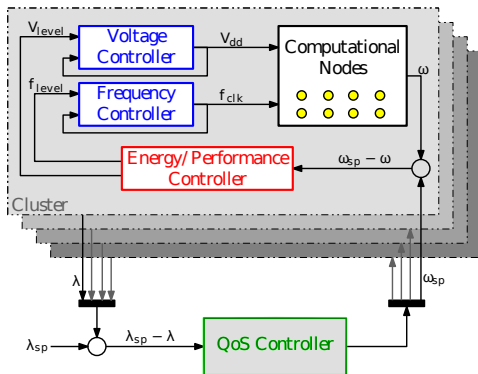 V_level
Voltage
Controller
V_dd
Computational
Nodes
f_level
Frequency
Controller
f_clk
ω
Energy/Performance
Controller
ω_sp − ω
Cluster
λ
ω_sp
λ_sp
λ_sp − λ
QoS Controller